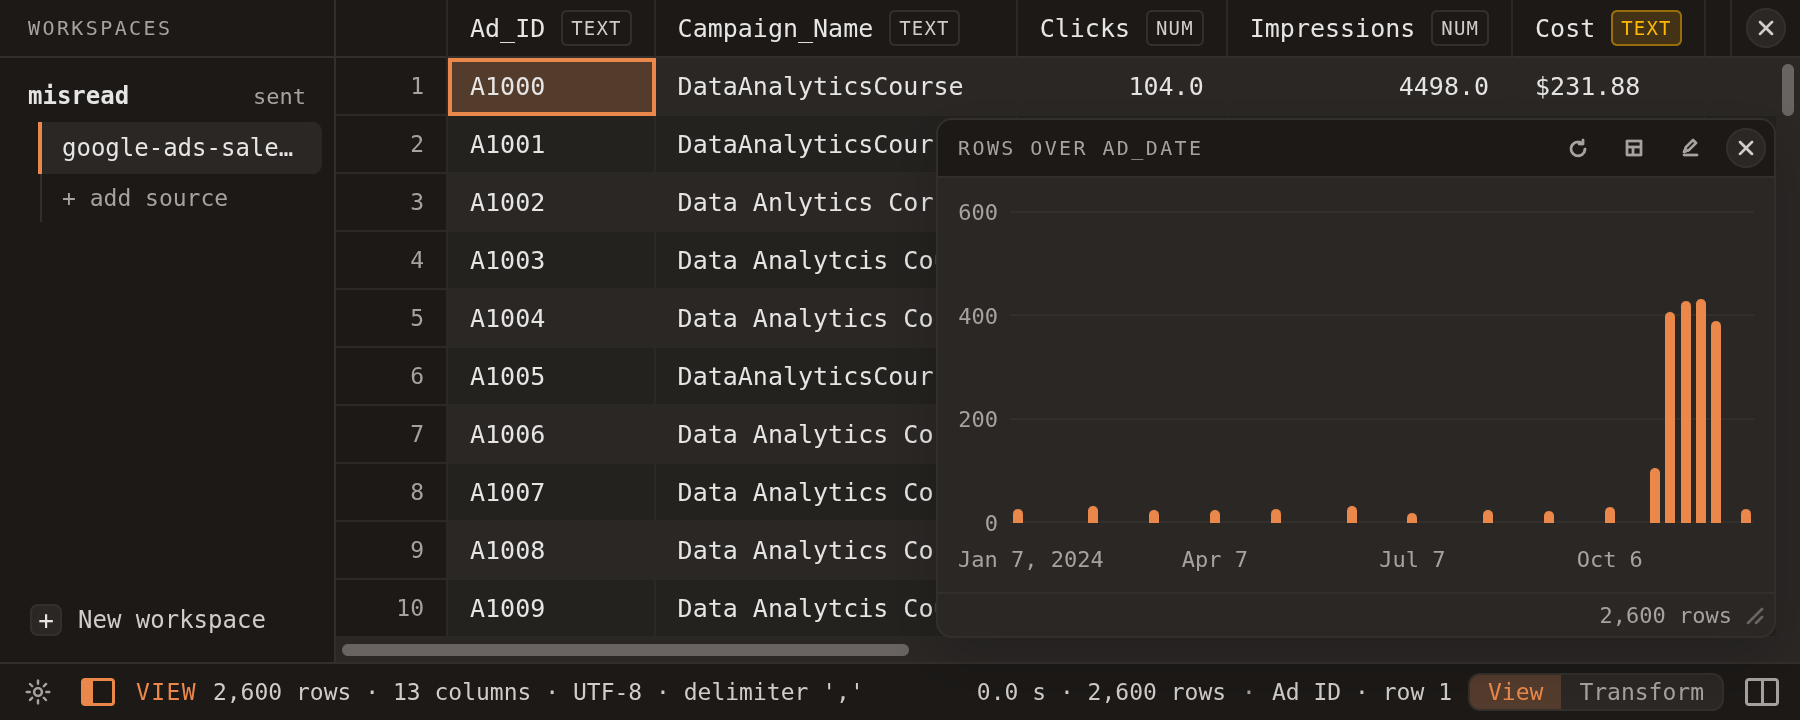 WORKSPACES
Ad_ID TEXT Campaign_Name TEXT Clicks NUM Impressions NUM Cost TEXT
misread sent
google-ads-sale…
+ add source
1 A1000 DataAnalyticsCourse 104.0 4498.0 $231.88
2 A1001 DataAnalyticsCour
3 A1002 Data Anlytics Cor
4 A1003 Data Analytcis Co
5 A1004 Data Analytics Co
6 A1005 DataAnalyticsCour
7 A1006 Data Analytics Co
8 A1007 Data Analytics Co
9 A1008 Data Analytics Co
10 A1009 Data Analytcis Co
ROWS OVER AD_DATE
600
400
200
0
Jan 7, 2024 Apr 7 Jul 7 Oct 6
2,600 rows
+ New workspace
VIEW 2,600 rows · 13 columns · UTF-8 · delimiter ',' 0.0 s · 2,600 rows · Ad ID · row 1 View Transform